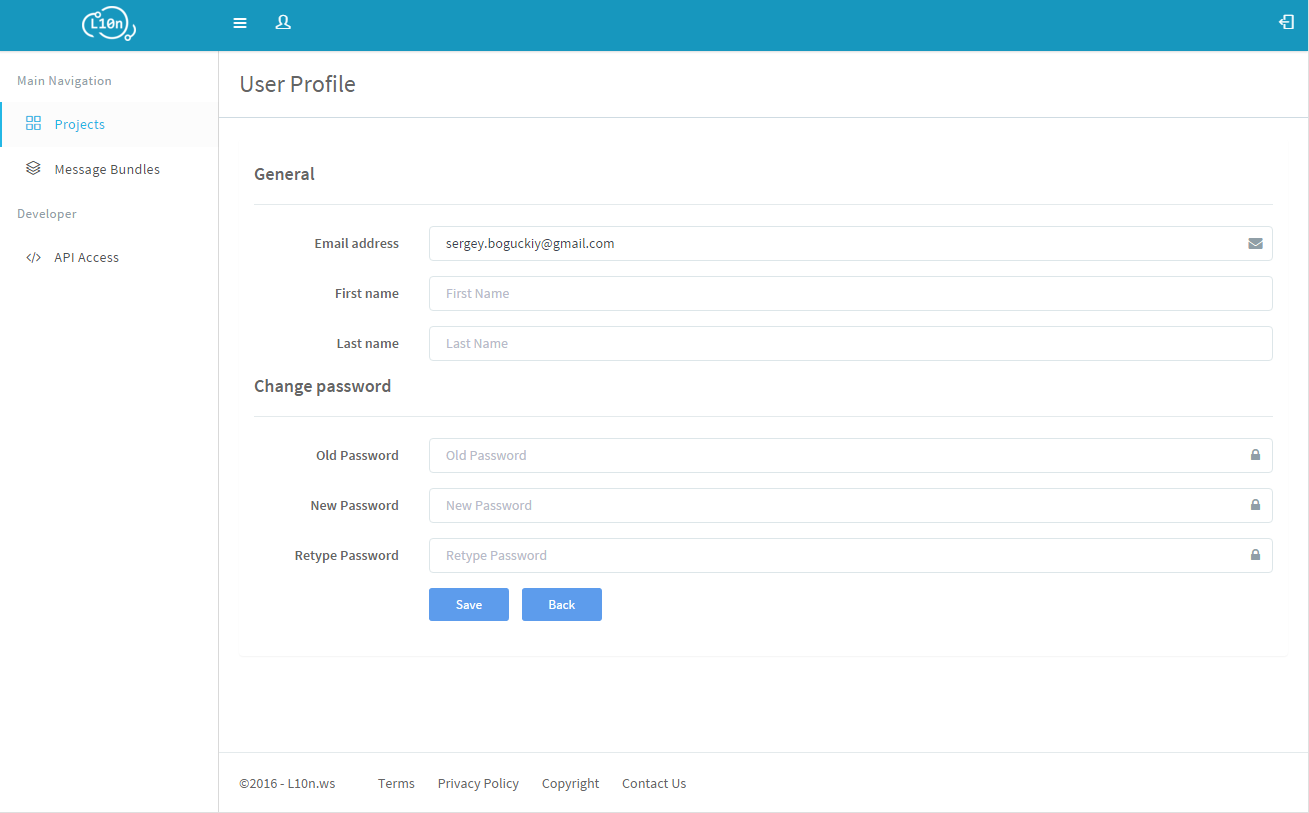 L10n
Main Navigation
Projects
Message Bundles
Developer
API Access
User Profile
General
Email address sergey.boguckiy@gmail.com
First name First Name
Last name Last Name
Change password
Old Password Old Password
New Password New Password
Retype Password Retype Password
Save Back
©2016 - L10n.ws Terms Privacy Policy Copyright Contact Us